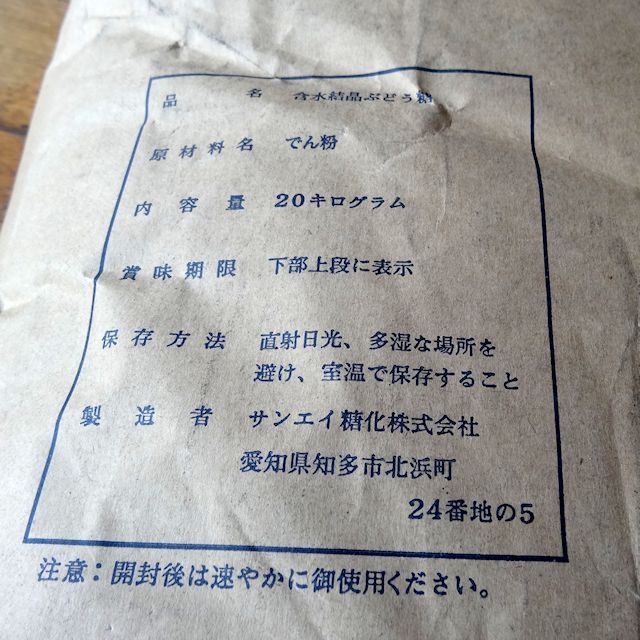 品名 含水結晶ぶどう糖
原材料名 でん粉
内容量 20キログラム
賞味期限 下部上段に表示
保存方法 直射日光、多湿な場所を
避け、室温で保存すること
製造者 サンエイ糖化株式会社
愛知県知多市北浜町
24番地の5
注意：開封後は速やかに御使用ください。